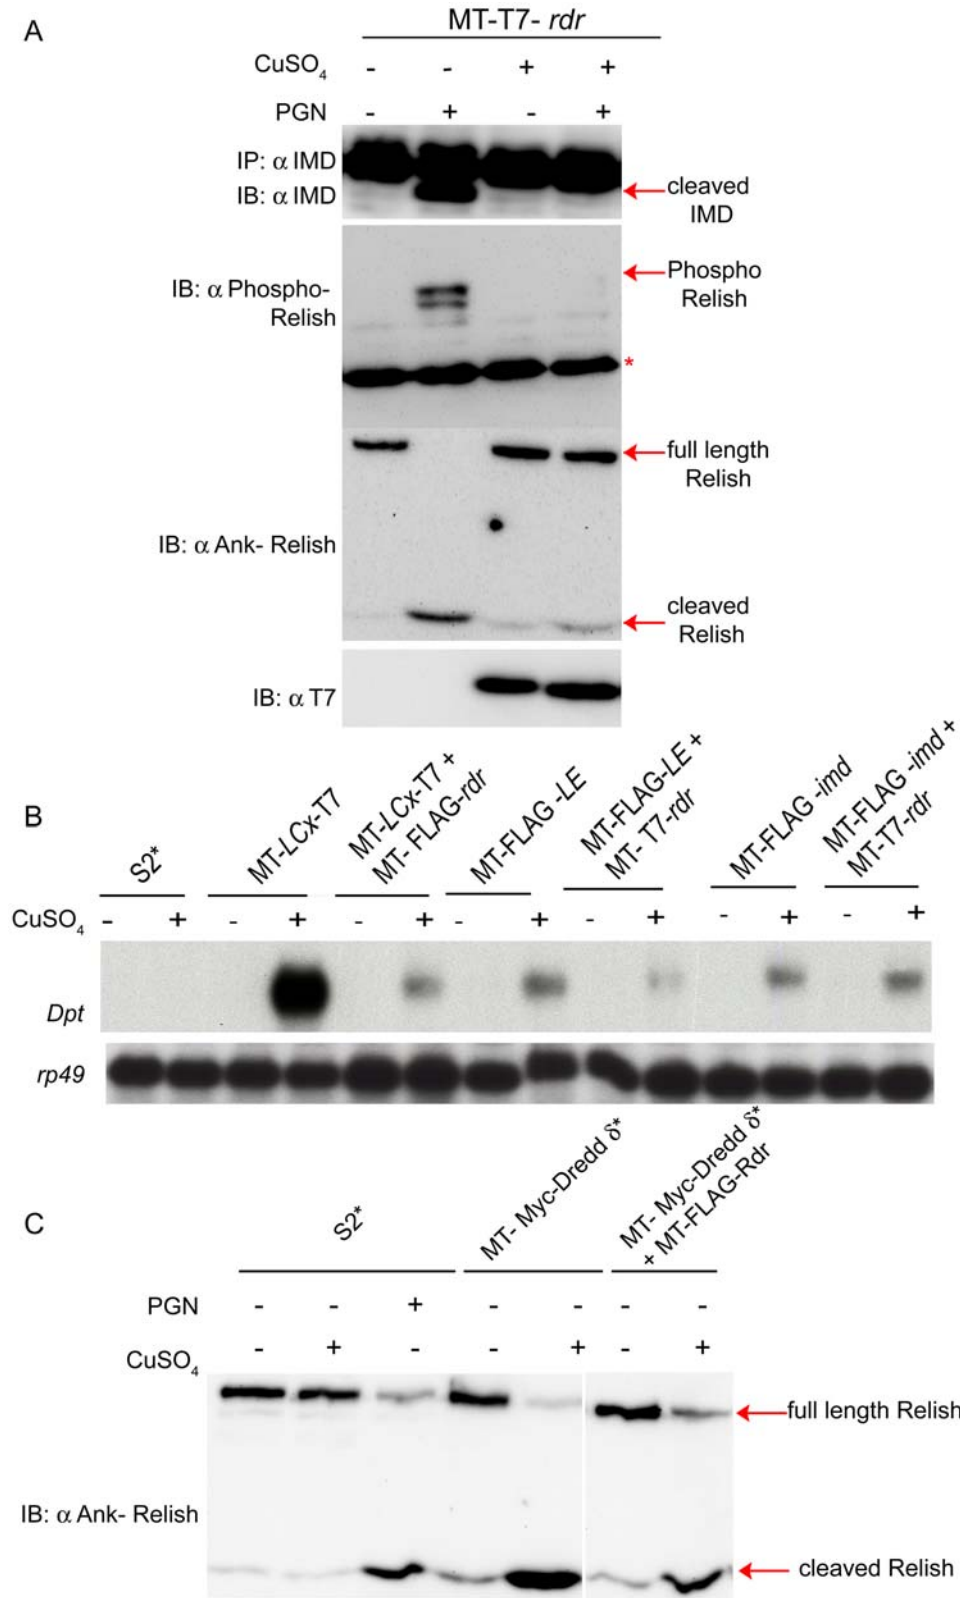 A
MT-T7- rdr
CuSO4 - - + +
PGN - + - +
IP: α IMD
IB: α IMD
cleaved
IMD
IB: α Phospho-
Relish
Phospho
Relish
*
full length
Relish
IB: α Ank- Relish
cleaved
Relish
IB: α T7
B
S2*
MT-LCx-T7
MT-LCx-T7 +
MT- FLAG-rdr
MT-FLAG -LE
MT-FLAG-LE +
MT- T7-rdr
MT-FLAG -imd
MT-FLAG -imd +
MT-T7-rdr
CuSO4 - + - + - + - + - + - + - +
Dpt
rp49
C
S2*
MT- Myc-Dredd δ*
MT- Myc-Dredd δ*
+ MT-FLAG-Rdr
PGN - - + - - - -
CuSO4 - + - - + - +
full length Relish
IB: α Ank- Relish
cleaved Relish